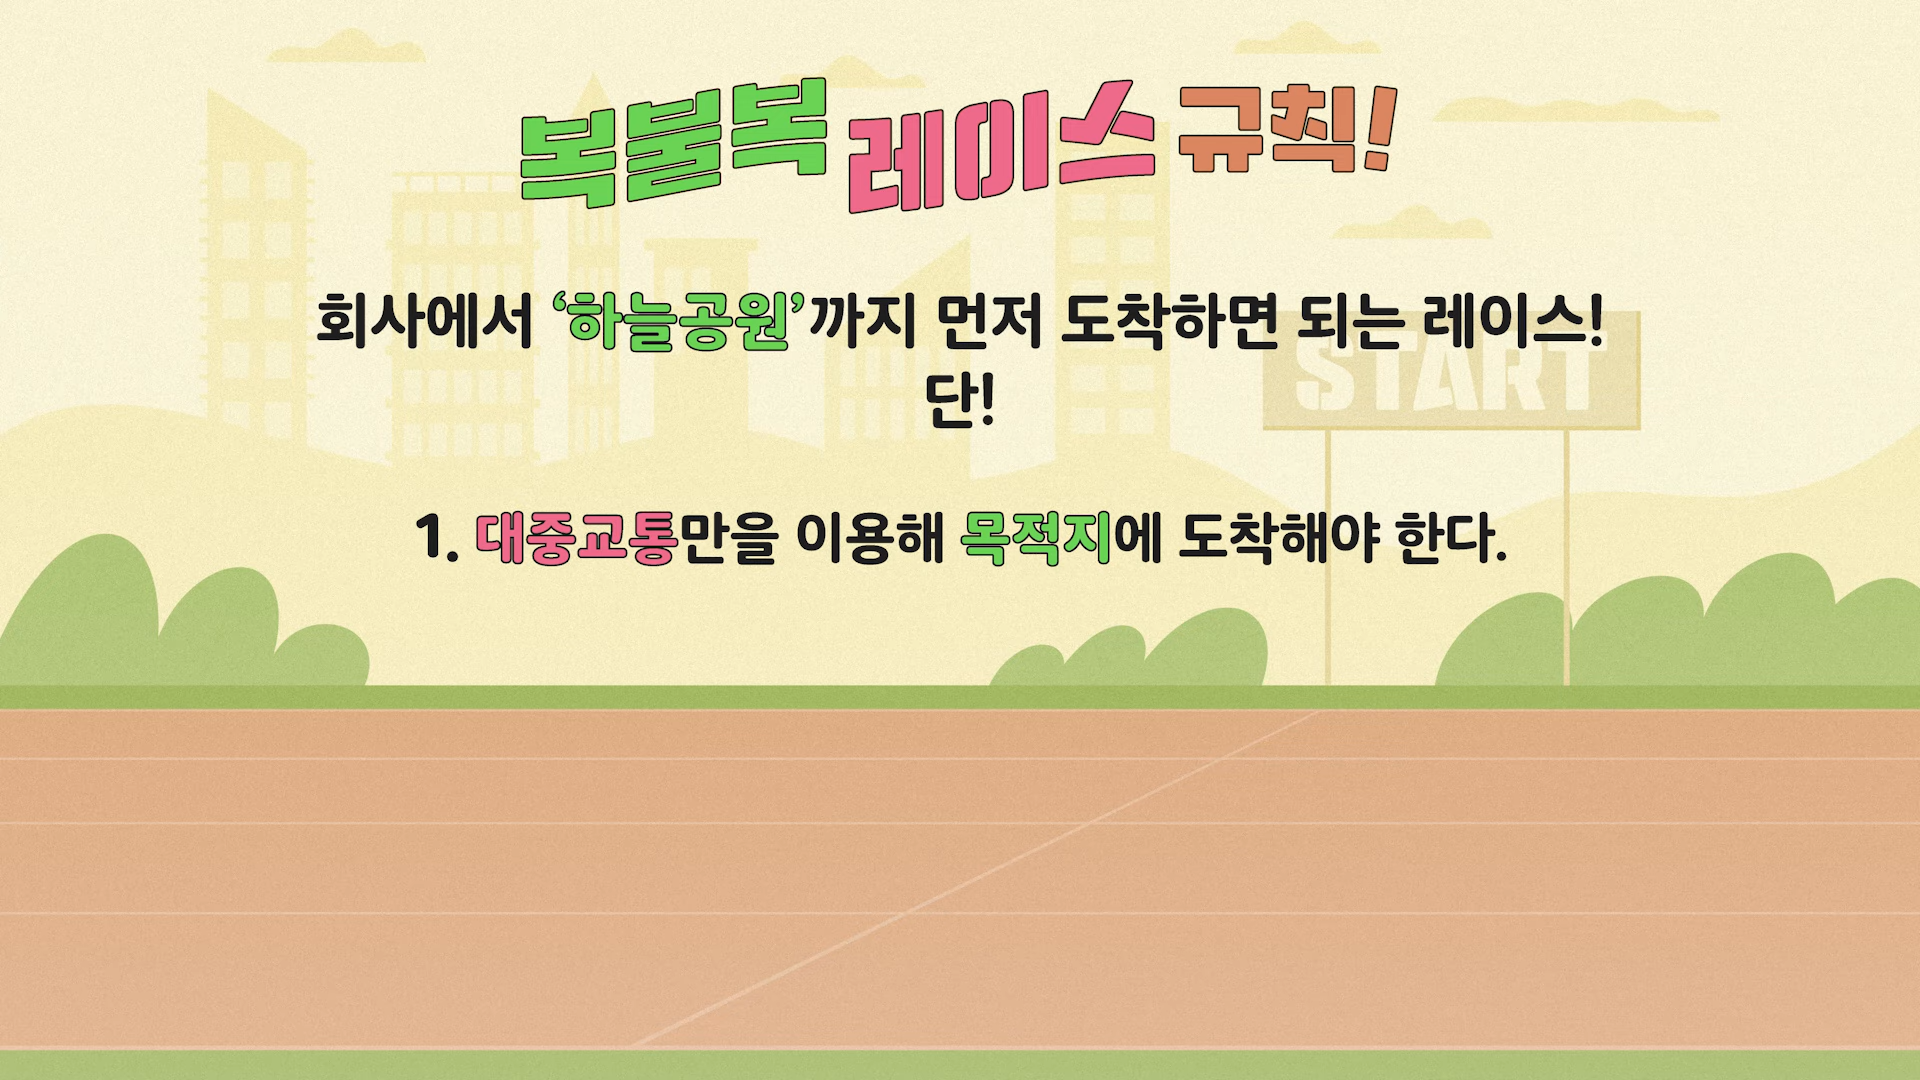 복불복 레이스 규칙!
회사에서 ‘하늘공원’까지 먼저 도착하면 되는 레이스!
단!
START
1. 대중교통만을 이용해 목적지에 도착해야 한다.